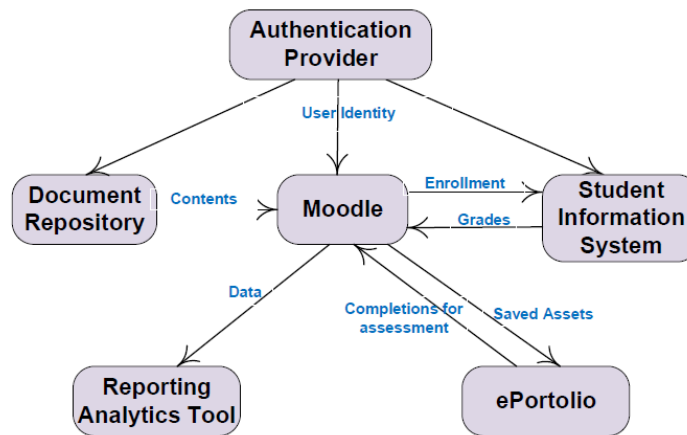 Authentication
Provider
User Identity
Document
Repository
Contents
Moodle
Enrollment
Grades
Student
Information
System
Data
Completions for
assessment
Saved Assets
Reporting
Analytics Tool
ePortolio